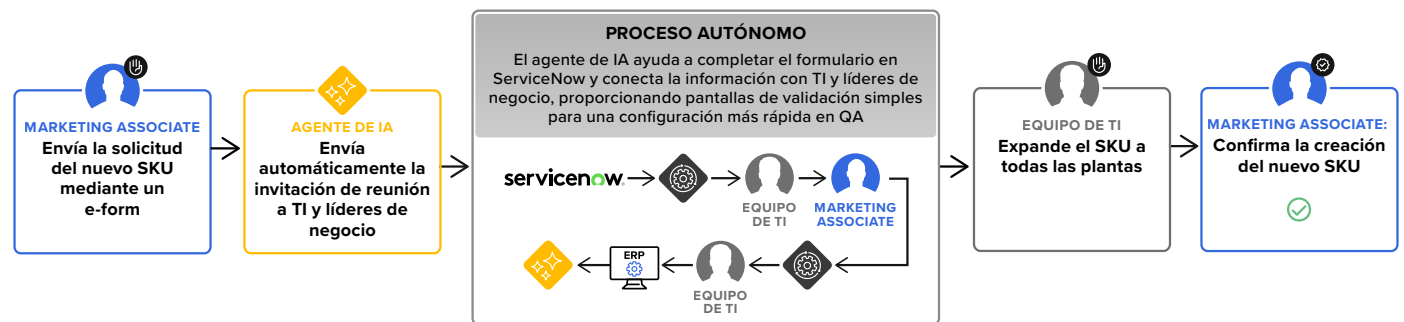 MARKETING ASSOCIATE
Envía la solicitud
del nuevo SKU
mediante un
e-form
AGENTE DE IA
Envía
automáticamente la
invitación de reunión
a TI y líderes de
negocio
PROCESO AUTÓNOMO
El agente de IA ayuda a completar el formulario en
ServiceNow y conecta la información con TI y líderes de
negocio, proporcionando pantallas de validación simples
para una configuración más rápida en QA
servicenow.
EQUIPO
DE TI
MARKETING
ASSOCIATE
ERP
EQUIPO
DE TI
EQUIPO DE TI
Expande el SKU a
todas las plantas
MARKETING ASSOCIATE:
Confirma la creación
del nuevo SKU